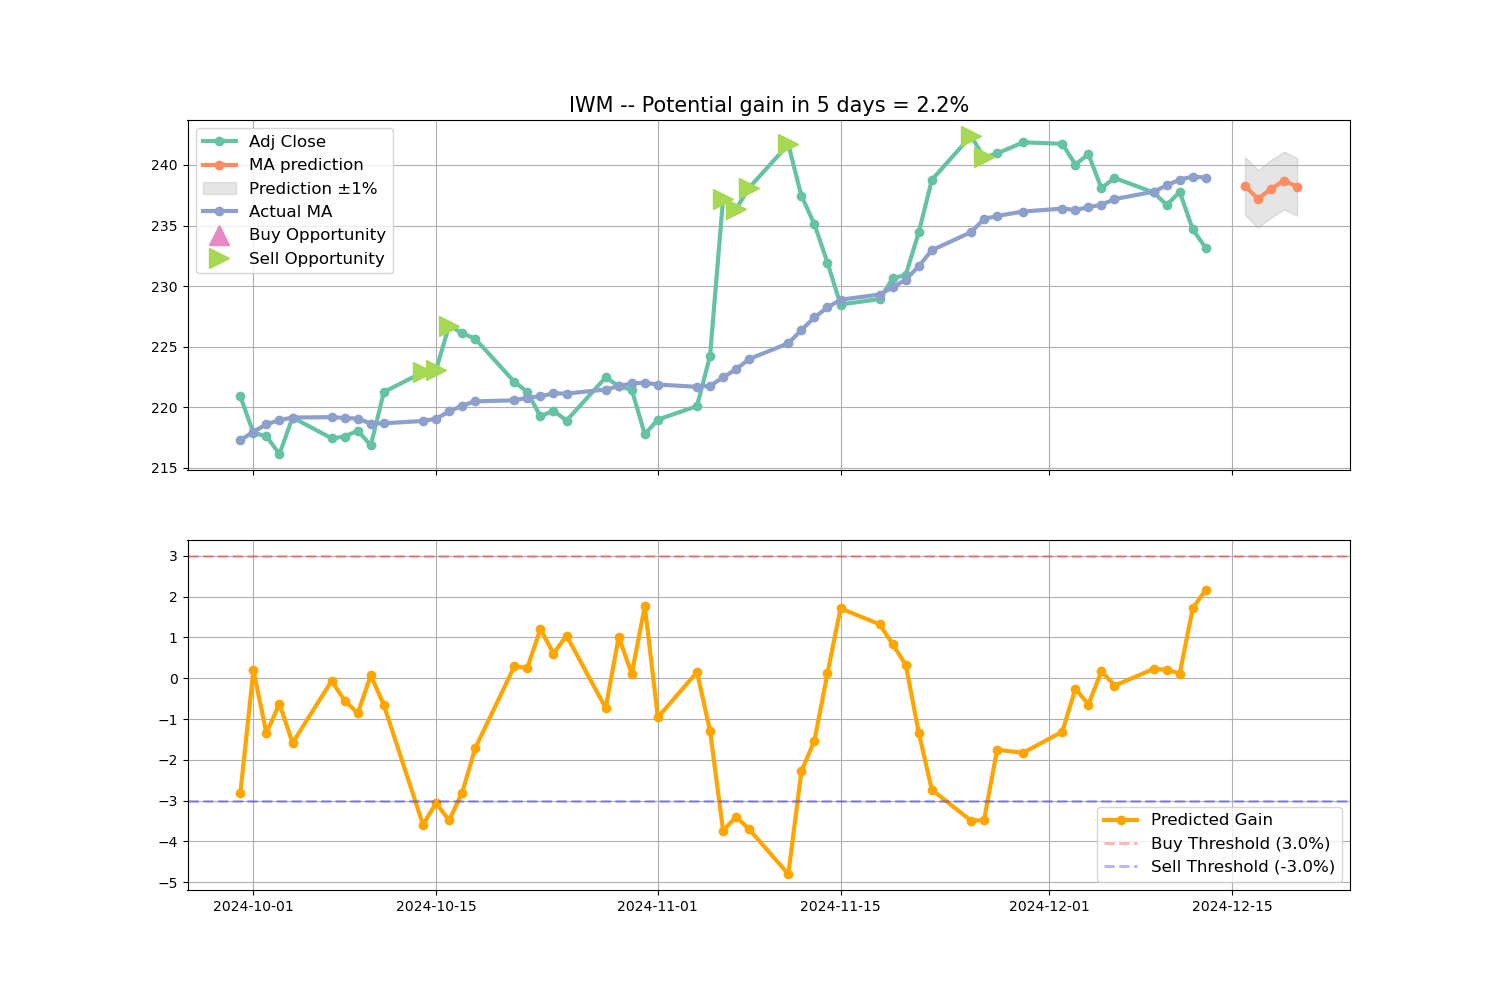 IWM -- Potential gain in 5 days = 2.2%
Adj Close
MA prediction
Prediction ±1%
Actual MA
Buy Opportunity
Sell Opportunity
240
235
230
225
220
215
3
2
1
0
−1
−2
−3
−4
−5
Predicted Gain
Buy Threshold (3.0%)
Sell Threshold (-3.0%)
2024-10-01
2024-10-15
2024-11-01
2024-11-15
2024-12-01
2024-12-15